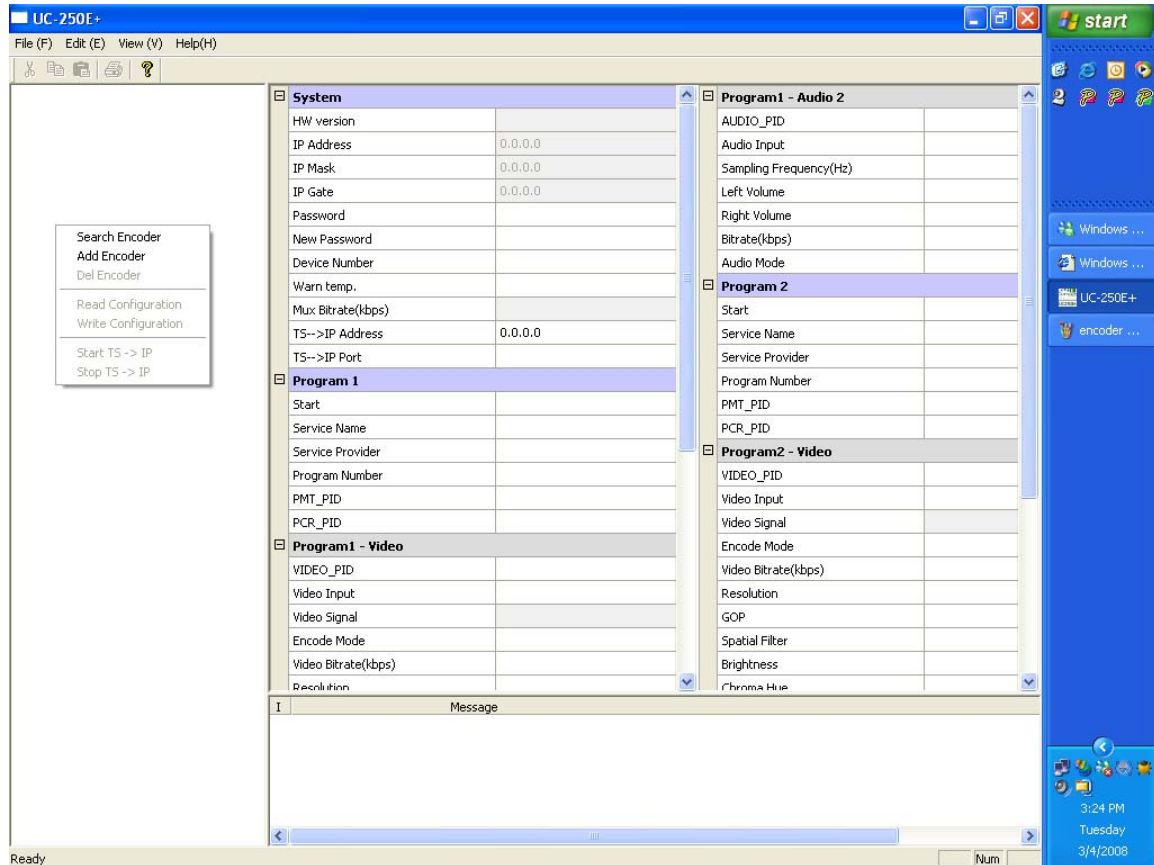 UC-250E+
File (F) Edit (E) View (V) Help(H)
Search Encoder
Add Encoder
Del Encoder
Read Configuration
Write Configuration
Start TS -> IP
Stop TS -> IP
System
HW version
IP Address 0.0.0.0
IP Mask 0.0.0.0
IP Gate 0.0.0.0
Password
New Password
Device Number
Warn temp.
Mux Bitrate(kbps)
TS-->IP Address 0.0.0.0
TS-->IP Port
Program 1
Start
Service Name
Service Provider
Program Number
PMT_PID
PCR_PID
Program1 - Video
VIDEO_PID
Video Input
Video Signal
Encode Mode
Video Bitrate(kbps)
Resolution
Program1 - Audio 2
AUDIO_PID
Audio Input
Sampling Frequency(Hz)
Left Volume
Right Volume
Bitrate(kbps)
Audio Mode
Program 2
Start
Service Name
Service Provider
Program Number
PMT_PID
PCR_PID
Program2 - Video
VIDEO_PID
Video Input
Video Signal
Encode Mode
Video Bitrate(kbps)
Resolution
GOP
Spatial Filter
Brightness
Chroma Hue
I Message
Ready
Num
start
Windows ...
Windows ...
UC-250E+
encoder ...
3:24 PM
Tuesday
3/4/2008